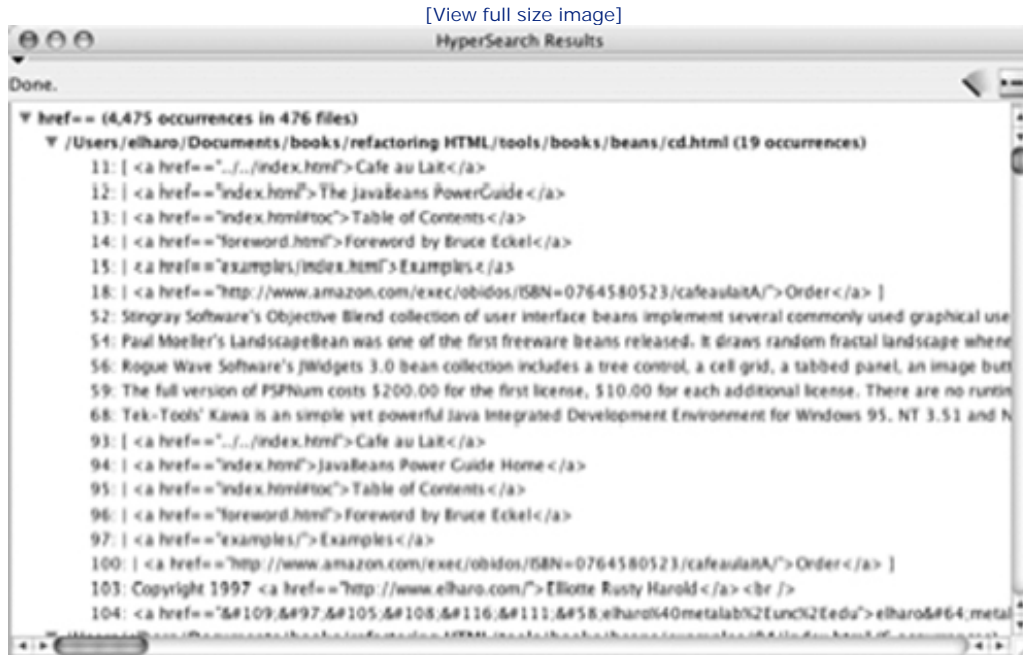 [View full size image]
HyperSearch Results
Done.
href== (4,475 occurrences in 476 files)
/Users/elharo/Documents/books/refactoring HTML/tools/books/beans/cd.html (19 occurrences)
11: [ <a href=="../../index.html">Cafe au Lait</a>
12: | <a href=="index.html">The JavaBeans PowerGuide</a>
13: | <a href=="index.html#toc">Table of Contents</a>
14: | <a href=="foreword.html">Foreword by Bruce Eckel</a>
15: | <a href=="examples/index.html">Examples</a>
18: | <a href=="http://www.amazon.com/exec/obidos/ISBN=0764580523/cafeaulaitA/">Order</a> ]
52: Stingray Software's Objective Blend collection of user interface beans implement several commonly used graphical use
54: Paul Moeller's LandscapeBean was one of the first freeware beans released. It draws random fractal landscape where
56: Rogue Wave Software's JWidgets 3.0 bean collection includes a tree control, a cell grid, a tabbed panel, an image butt
59: The full version of PSPNum costs $200.00 for the first license, $10.00 for each additional license. There are no runtin
68: Tek-Tools' Kawa is an simple yet powerful Java Integrated Development Environment for Windows 95, NT 3.51 and N
93: [ <a href=="../../index.html">Cafe au Lait</a>
94: | <a href=="index.html">JavaBeans Power Guide Home</a>
95: | <a href=="index.html#toc">Table of Contents</a>
96: | <a href=="foreword.html">Foreword by Bruce Eckel</a>
97: | <a href=="examples/">Examples</a>
100: | <a href=="http://www.amazon.com/exec/obidos/ISBN=0764580523/cafeaulaitA/">Order</a> ]
103: Copyright 1997 <a href=="http://www.elharo.com/">Elliotte Rusty Harold</a><br />
104: <a href=="&#109;&#97;&#105;&#108;&#116;&#111;&#58;elharo%40metalab%2Eunc%2Eedu">elharo&#64;metal